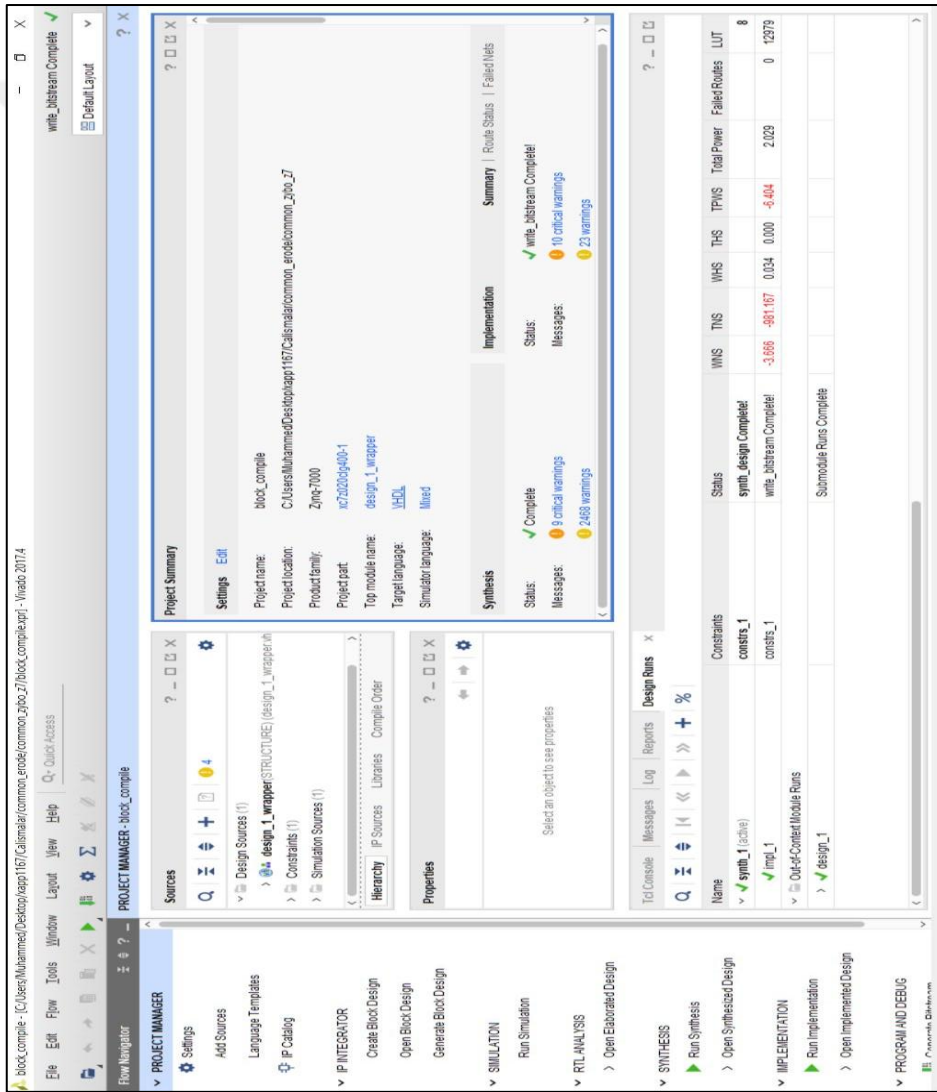 block_compile - [C:/Users/Muhammed/Desktop/xapp1167/Calismalar/common_erode/common_zybo_z7/block_compile.xpr] - Vivado 2017.4
File Edit Flow Tools Window Layout View Help Quick Access
write_bitstream Complete
Default Layout
Flow Navigator
PROJECT MANAGER - block_compile
PROJECT MANAGER
Settings
Add Sources
Language Templates
IP Catalog
IP INTEGRATOR
Create Block Design
Open Block Design
Generate Block Design
SIMULATION
Run Simulation
RTL ANALYSIS
Open Elaborated Design
SYNTHESIS
Run Synthesis
Open Synthesized Design
IMPLEMENTATION
Run Implementation
Open Implemented Design
PROGRAM AND DEBUG
Generate Bitstream
Sources
4
Design Sources (1)
design_1_wrapper(STRUCTURE) (design_1_wrapper.vh
Constraints (1)
Simulation Sources (1)
Hierarchy IP Sources Libraries Compile Order
Properties
Select an object to see properties
Project Summary
Settings Edit
Project name: block_compile
Project location: C:/Users/Muhammed/Desktop/xapp1167/Calismalar/common_erode/common_zybo_z7
Product family: Zynq-7000
Project part: xc7z020clg400-1
Top module name: design_1_wrapper
Target language: VHDL
Simulator language: Mixed
Synthesis
Status: Complete
Messages: 9 critical warnings
2468 warnings
Implementation Summary | Route Status | Failed Nets
Status: write_bitstream Complete!
Messages: 10 critical warnings
23 warnings
Tcl Console Messages Log Reports Design Runs
Name Constraints Status WNS TNS WHS THS TPWS Total Power Failed Routes LUT
synth_1 (active) constrs_1 synth_design Complete! 8
impl_1 constrs_1 write_bitstream Complete! -3.666 -981.167 0.034 0.000 -6.404 2.029 0 12979
Out-of-Context Module Runs
design_1 Submodule Runs Complete